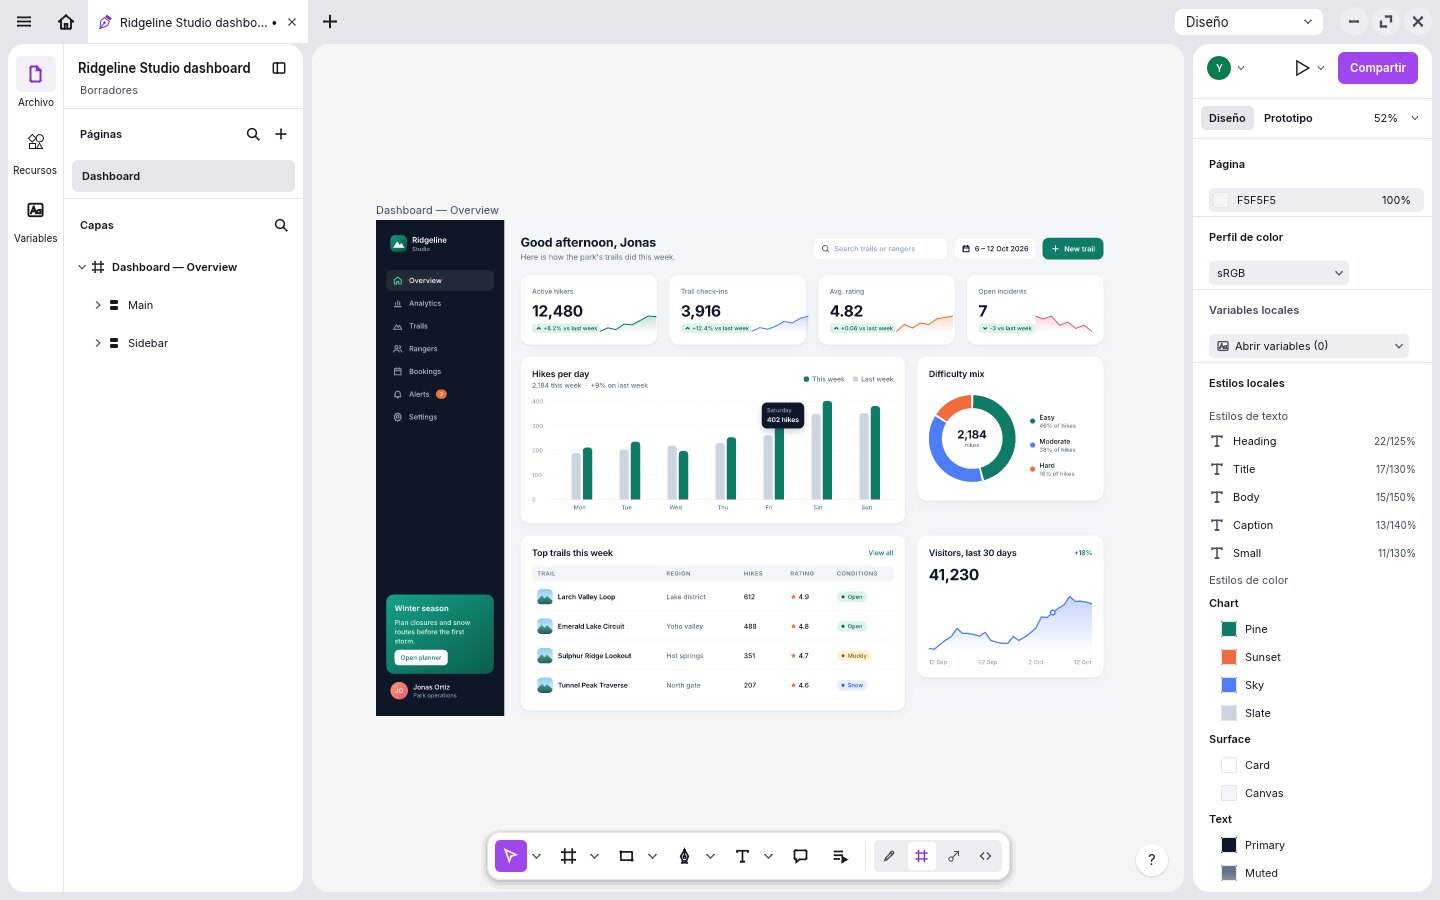 Ridgeline Studio dashbo... •
Diseño
Archivo
Recursos
Variables
Ridgeline Studio dashboard
Borradores
Páginas
Dashboard
Capas
Dashboard — Overview
Main
Sidebar
Dashboard — Overview
Ridgeline
Studio
Overview
Analytics
Trails
Rangers
Bookings
Alerts
3
Settings
Winter season
Plan closures and snow
routes before the first
storm.
Open planner
JO
Jonas Ortiz
Park operations
Good afternoon, Jonas
Here is how the park's trails did this week.
Search trails or rangers
6 – 12 Oct 2026
New trail
Active hikers
12,480
+8.2% vs last week
Trail check-ins
3,916
+12.4% vs last week
Avg. rating
4.82
+0.06 vs last week
Open incidents
7
-3 vs last week
Hikes per day
2,184 this week · +9% on last week
This week
Last week
400
300
200
100
0
Saturday
402 hikes
Mon
Tue
Wed
Thu
Fri
Sat
Sun
Difficulty mix
2,184
hikes
Easy
46% of hikes
Moderate
38% of hikes
Hard
16% of hikes
Top trails this week
View all
TRAIL REGION HIKES RATING CONDITIONS
Larch Valley Loop Lake district 612 ★ 4.9 Open
Emerald Lake Circuit Yoho valley 488 ★ 4.8 Open
Sulphur Ridge Lookout Hot springs 351 ★ 4.7 Muddy
Tunnel Peak Traverse North gate 207 ★ 4.6 Snow
Visitors, last 30 days
+18%
41,230
12 Sep
22 Sep
2 Oct
12 Oct
?
Y
Compartir
Diseño
Prototipo
52%
Página
F5F5F5
100%
Perfil de color
sRGB
Variables locales
Abrir variables (0)
Estilos locales
Estilos de texto
Heading 22/125%
Title 17/130%
Body 15/150%
Caption 13/140%
Small 11/130%
Estilos de color
Chart
Pine
Sunset
Sky
Slate
Surface
Card
Canvas
Text
Primary
Muted